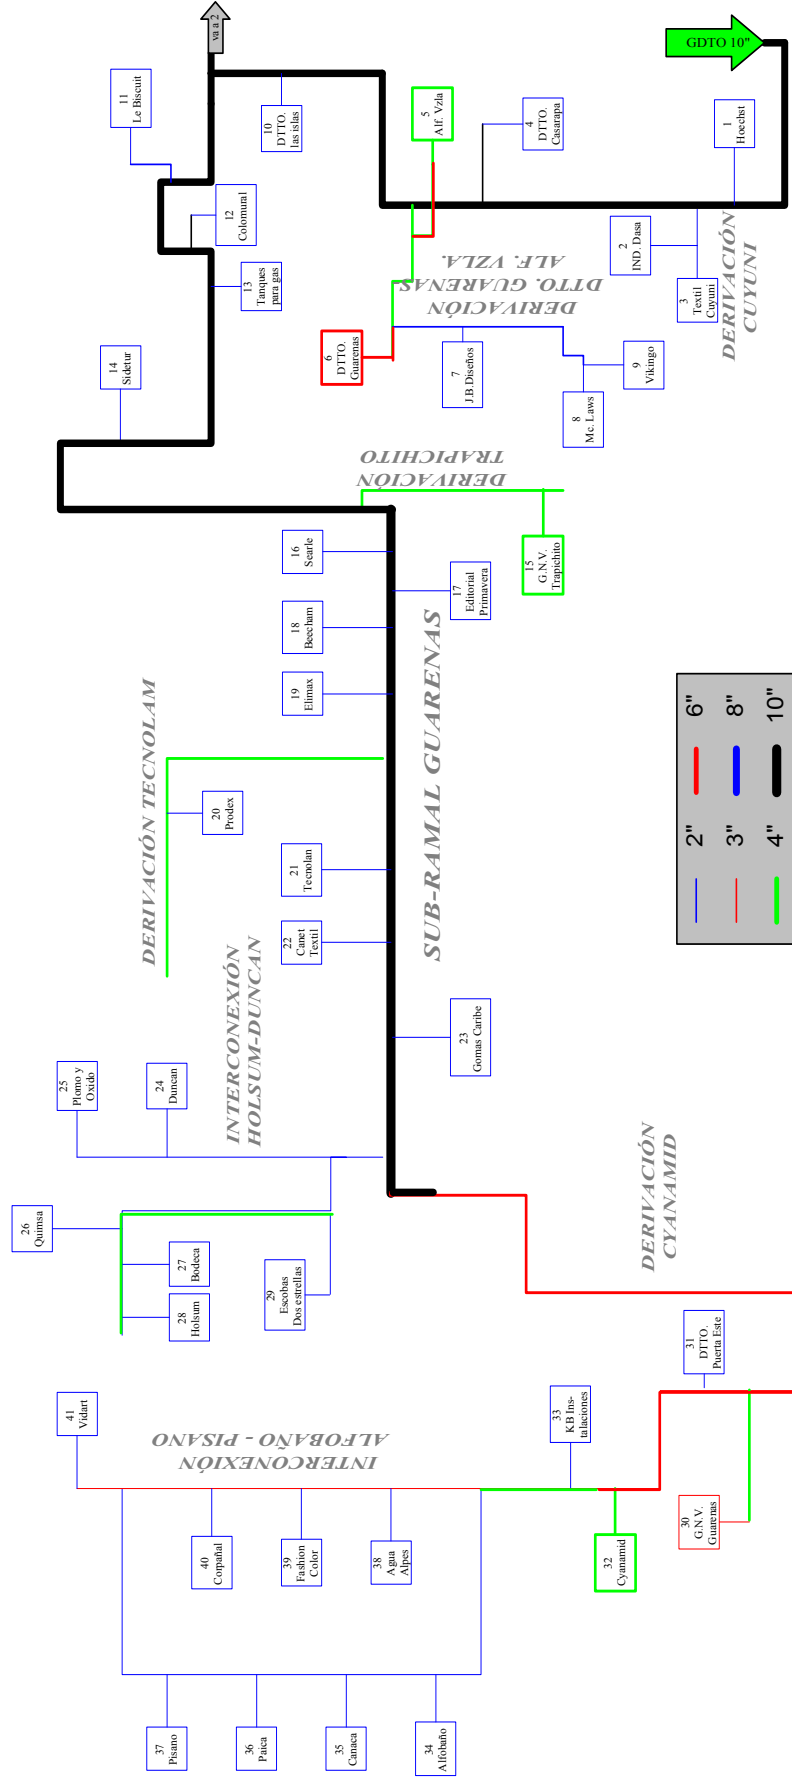 va a 2
GDTO 10"
11
Le Biscuit
10
DTTO.
las islas
5
Alf. Vzla
4
DTTO.
Casarapa
1
Hoechst
12
Colomural
2
IND. Dasa
3
Textil
Cuyuni
DERIVACIÓN
CUYUNI
13
Tanques
para gas
DERIVACIÓN
DTTO. GUARENAS-
ALF. VZLA.
14
Sidetur
6
DTTO.
Guarenas
7
J.B.Diseños
8
Mc. Laws
9
Vikingo
DERIVACIÓN
TRAPICHITO
15
G.N.V.
Trapichito
16
Searle
17
Editorial
Primavera
18
Beecham
19
Elimax
SUB-RAMAL GUARENAS
DERIVACIÓN TECNOLAM
20
Prodex
21
Tecnolan
22
Canet
Textil
23
Gomas Caribe
INTERCONEXIÓN
HOLSUM-DUNCAN
25
Plomo y
Oxido
24
Duncan
26
Quimsa
27
Bodeca
28
Holsum
29
Escobas
Dos estrellas
DERIVACIÓN
CYANAMID
31
DTTO.
Puerta Este
30
G.N.V.
Guarenas
33
KB Ins-
talaciones
32
Cyanamid
INTERCONEXIÓN
ALFOBAÑO - PISANO
41
Vidart
40
Corpañal
39
Fashion
Color
38
Agua
Alpes
37
Pisano
36
Paica
35
Canaca
34
Alfobaño
2" 6"
3" 8"
4" 10"